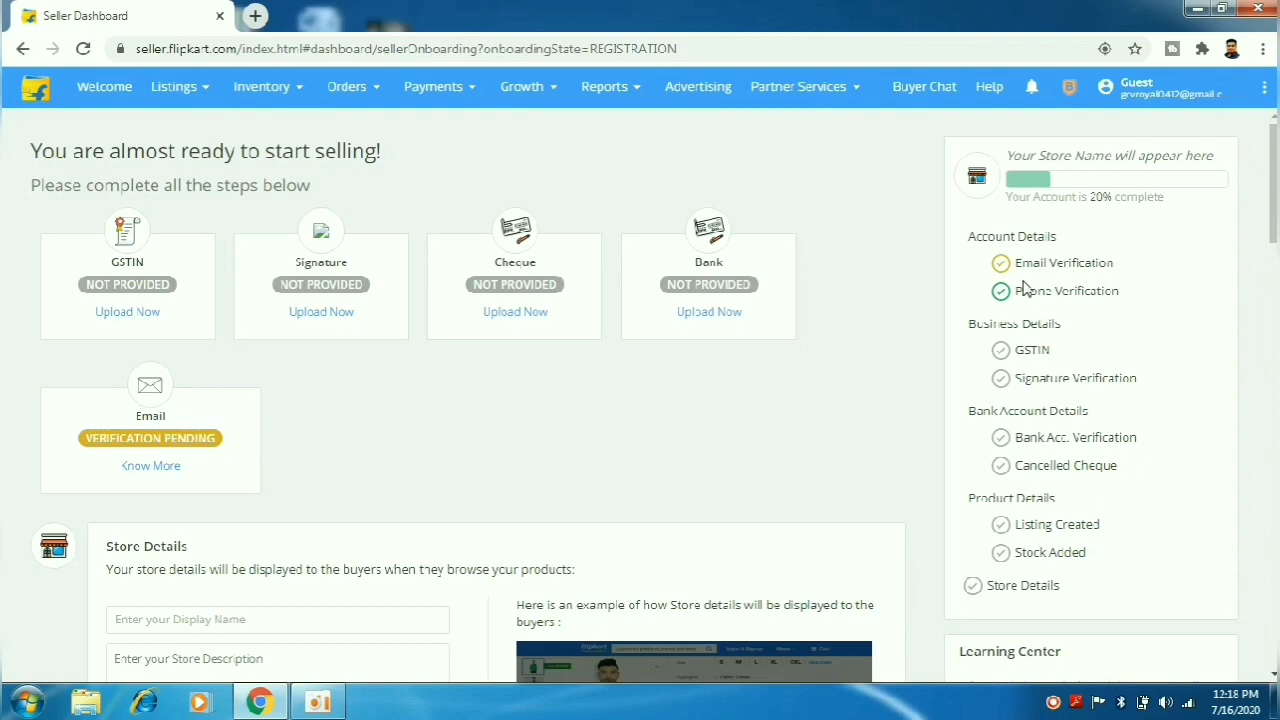 Seller Dashboard
seller.flipkart.com/index.html#dashboard/sellerOnboarding?onboardingState=REGISTRATION
Welcome Listings Inventory Orders Payments Growth Reports Advertising Partner Services Buyer Chat Help Guest
grvroyal0412@gmail.c
You are almost ready to start selling!
Please complete all the steps below
GSTIN
NOT PROVIDED
Upload Now
Signature
NOT PROVIDED
Upload Now
Cheque
NOT PROVIDED
Upload Now
Bank
NOT PROVIDED
Upload Now
Email
VERIFICATION PENDING
Know More
Store Details
Your store details will be displayed to the buyers when they browse your products:
Enter your Display Name
Enter your Store Description
Here is an example of how Store details will be displayed to the
buyers :
flipkart
S M L XL XXL
Your Store Name will appear here
Your Account is 20% complete
Account Details
Email Verification
Phone Verification
Business Details
GSTIN
Signature Verification
Bank Account Details
Bank Acc. Verification
Cancelled Cheque
Product Details
Listing Created
Stock Added
Store Details
Learning Center
12:18 PM
7/16/2020